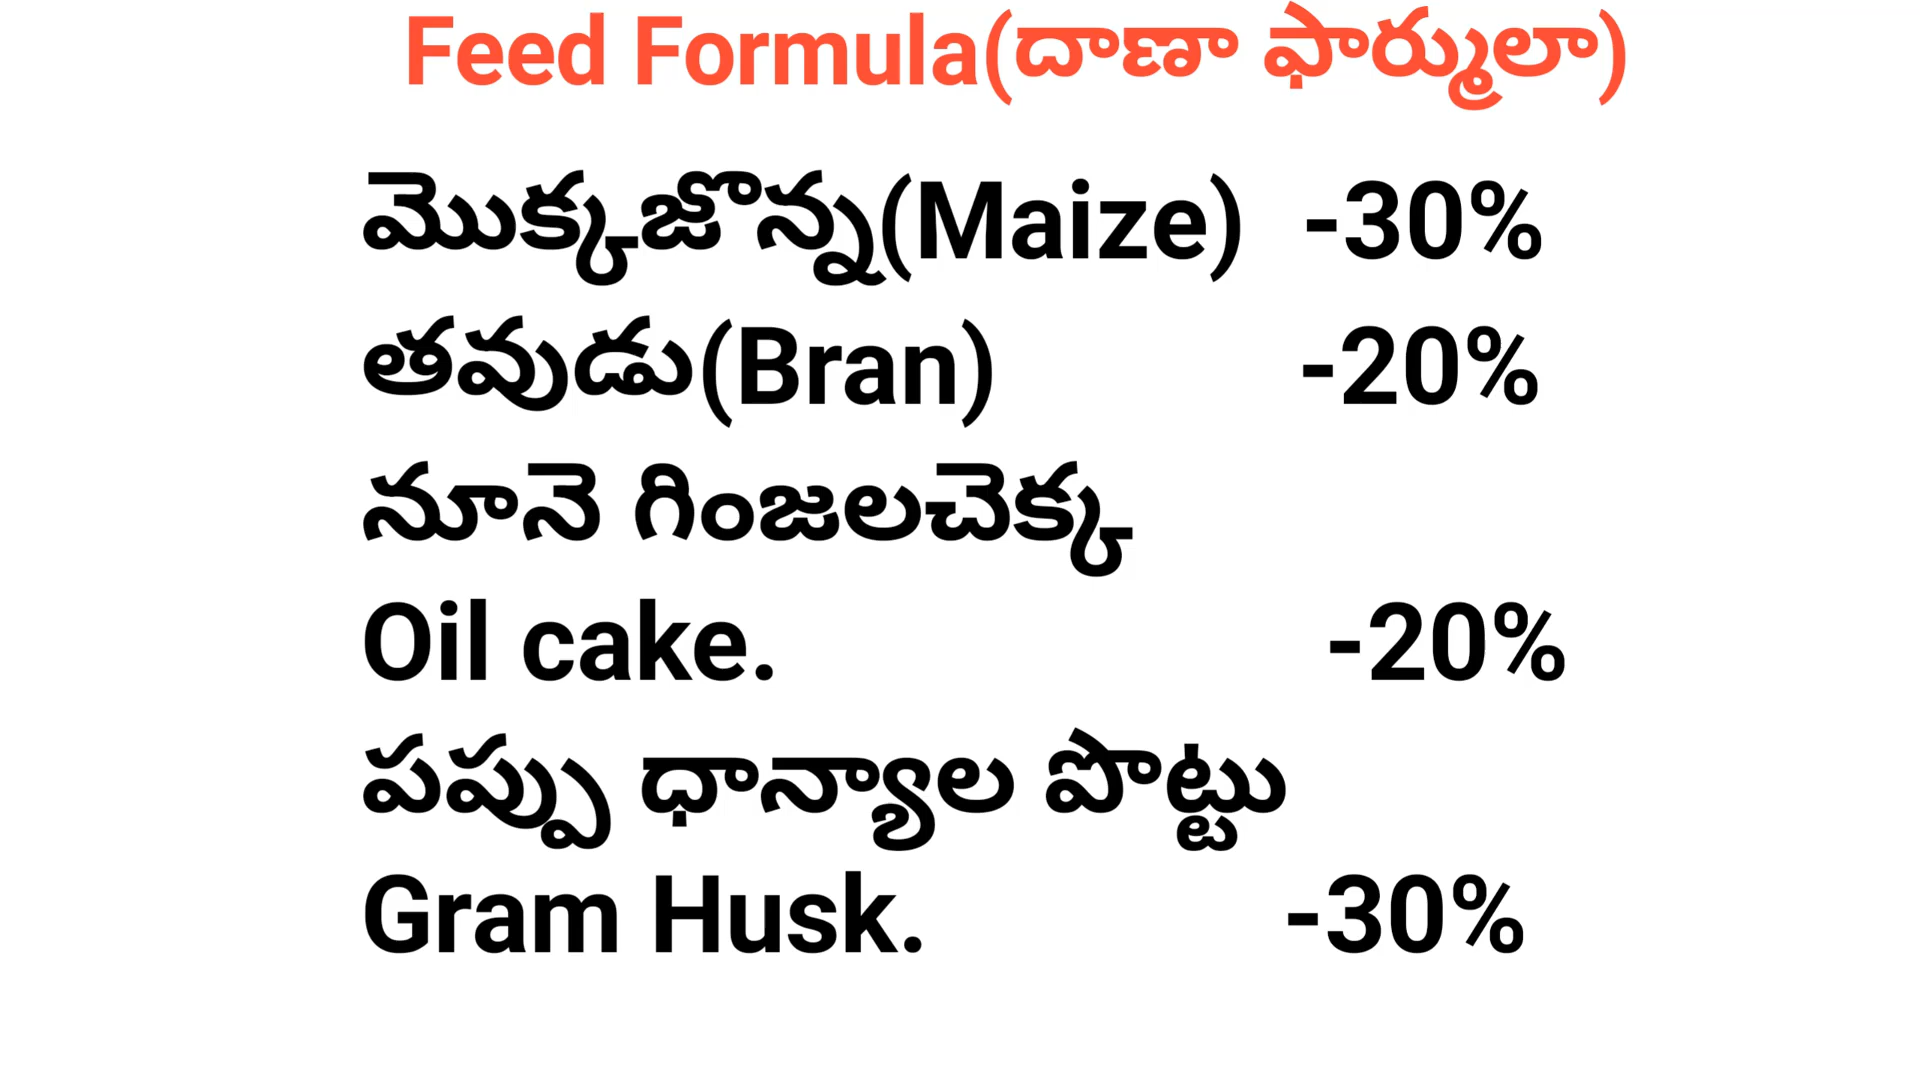 Feed Formula(దాణా ఫార్ములా)
మొక్కజొన్న(Maize) -30%
తవుడు(Bran) -20%
నూనె గింజలచెక్క
Oil cake. -20%
పప్పు ధాన్యాల పొట్టు
Gram Husk. -30%